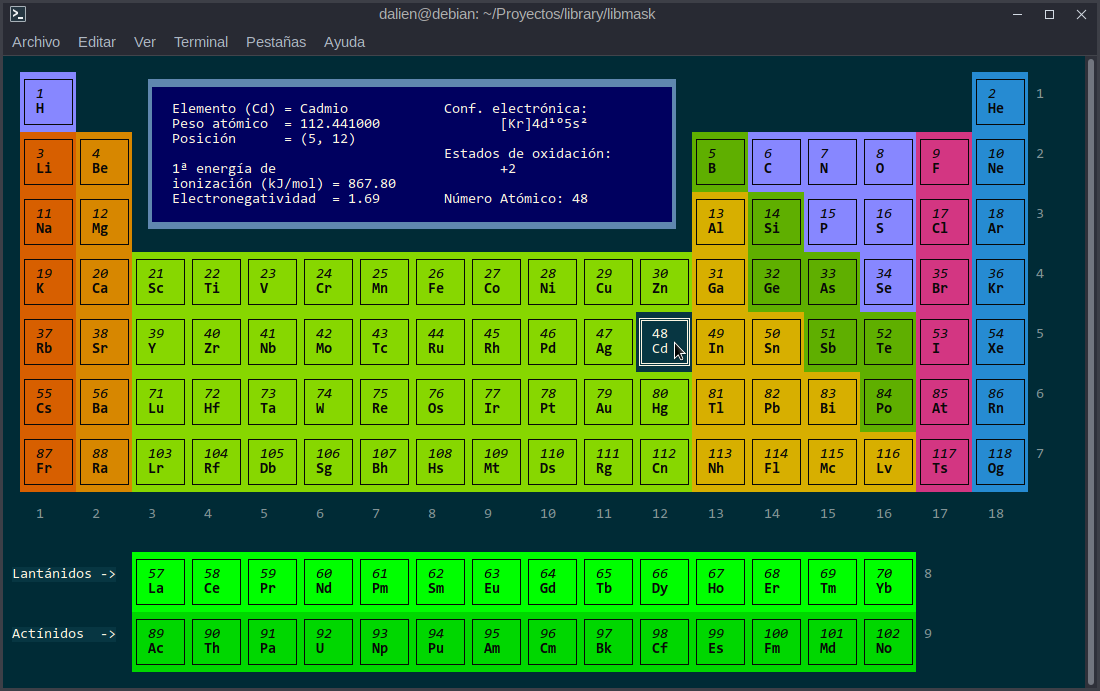 dalien@debian: ~/Proyectos/library/libmask
Archivo Editar Ver Terminal Pestañas Ayuda
1 2 1
H He
Elemento (Cd) = Cadmio Conf. electrónica:
Peso atómico = 112.441000 [Kr]4d¹⁰5s²
Posición = (5, 12)
Estados de oxidación:
1ª energía de +2
ionización (kJ/mol) = 867.80
Electronegatividad = 1.69 Número Atómico: 48
3 4 5 6 7 8 9 10 2
Li Be B C N O F Ne
11 12 13 14 15 16 17 18 3
Na Mg Al Si P S Cl Ar
19 20 21 22 23 24 25 26 27 28 29 30 31 32 33 34 35 36 4
K Ca Sc Ti V Cr Mn Fe Co Ni Cu Zn Ga Ge As Se Br Kr
37 38 39 40 41 42 43 44 45 46 47 48 49 50 51 52 53 54 5
Rb Sr Y Zr Nb Mo Tc Ru Rh Pd Ag Cd In Sn Sb Te I Xe
55 56 71 72 73 74 75 76 77 78 79 80 81 82 83 84 85 86 6
Cs Ba Lu Hf Ta W Re Os Ir Pt Au Hg Tl Pb Bi Po At Rn
87 88 103 104 105 106 107 108 109 110 111 112 113 114 115 116 117 118 7
Fr Ra Lr Rf Db Sg Bh Hs Mt Ds Rg Cn Nh Fl Mc Lv Ts Og
1 2 3 4 5 6 7 8 9 10 11 12 13 14 15 16 17 18
Lantánidos -> 57 58 59 60 61 62 63 64 65 66 67 68 69 70 8
La Ce Pr Nd Pm Sm Eu Gd Tb Dy Ho Er Tm Yb
Actínidos -> 89 90 91 92 93 94 95 96 97 98 99 100 101 102 9
Ac Th Pa U Np Pu Am Cm Bk Cf Es Fm Md No